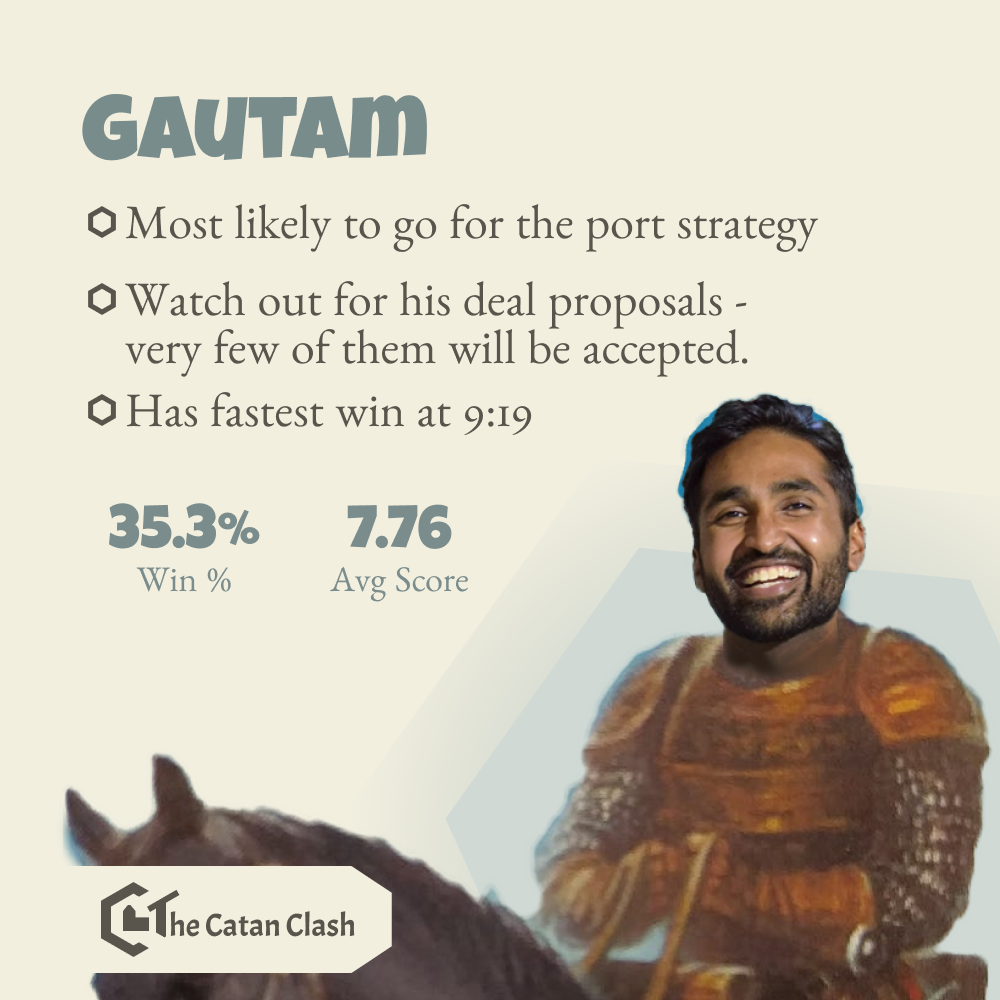 GAUTAM
Most likely to go for the port strategy
Watch out for his deal proposals -
very few of them will be accepted.
Has fastest win at 9:19
35.3% 7.76
Win % Avg Score
The Catan Clash